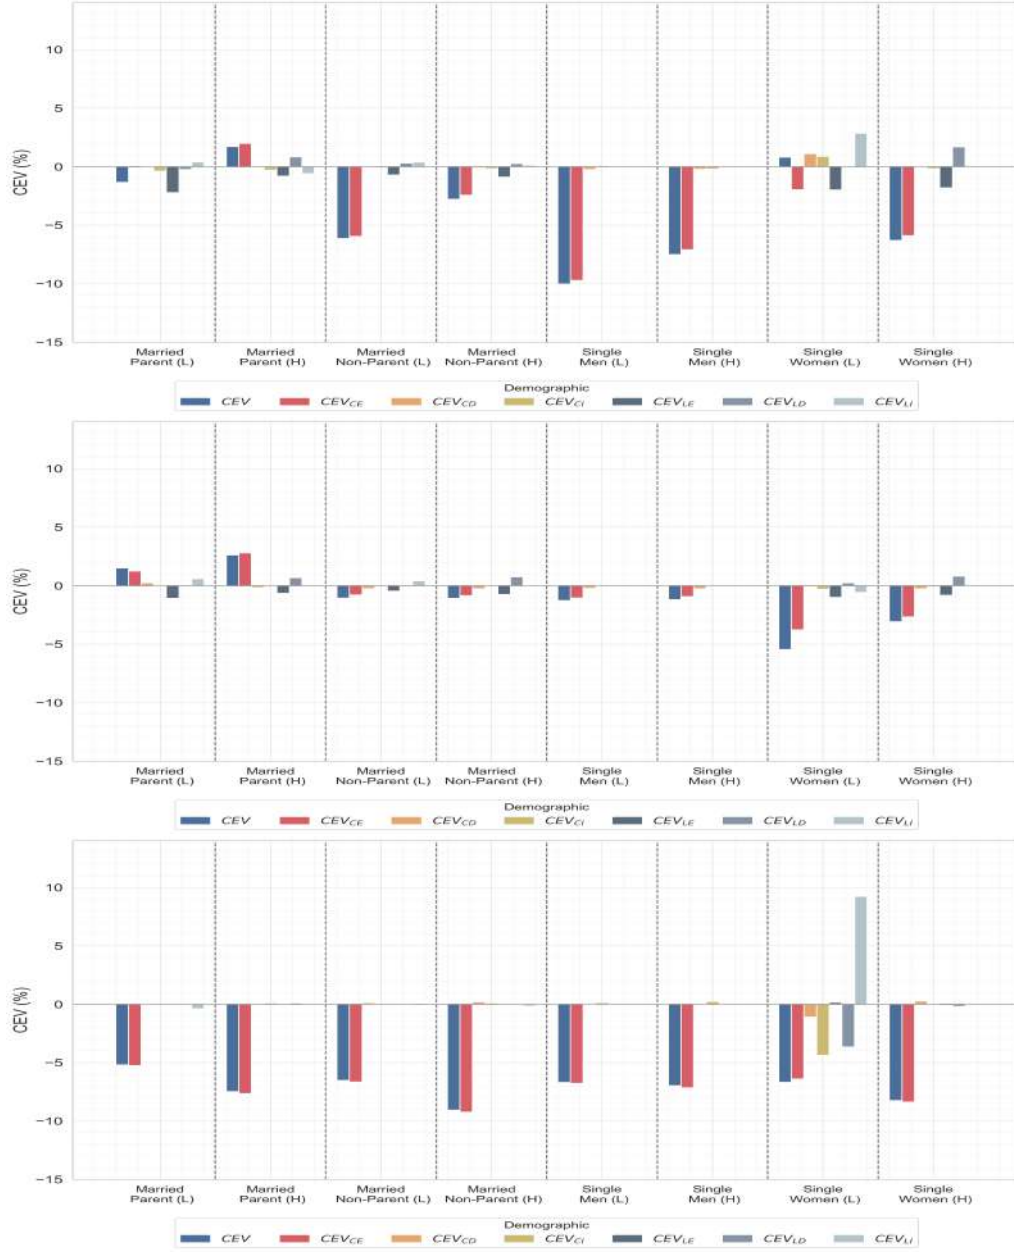 10
5
0
−5
−10
−15
CEV (%)
Married Parent (L)
Married Parent (H)
Married Non-Parent (L)
Married Non-Parent (H)
Single Men (L)
Single Men (H)
Single Women (L)
Single Women (H)
Demographic
CEV CEV_CE CEV_CD CEV_CI CEV_LE CEV_LD CEV_LI
10
5
0
−5
−10
−15
CEV (%)
Married Parent (L)
Married Parent (H)
Married Non-Parent (L)
Married Non-Parent (H)
Single Men (L)
Single Men (H)
Single Women (L)
Single Women (H)
Demographic
CEV CEV_CE CEV_CD CEV_CI CEV_LE CEV_LD CEV_LI
10
5
0
−5
−10
−15
CEV (%)
Married Parent (L)
Married Parent (H)
Married Non-Parent (L)
Married Non-Parent (H)
Single Men (L)
Single Men (H)
Single Women (L)
Single Women (H)
Demographic
CEV CEV_CE CEV_CD CEV_CI CEV_LE CEV_LD CEV_LI